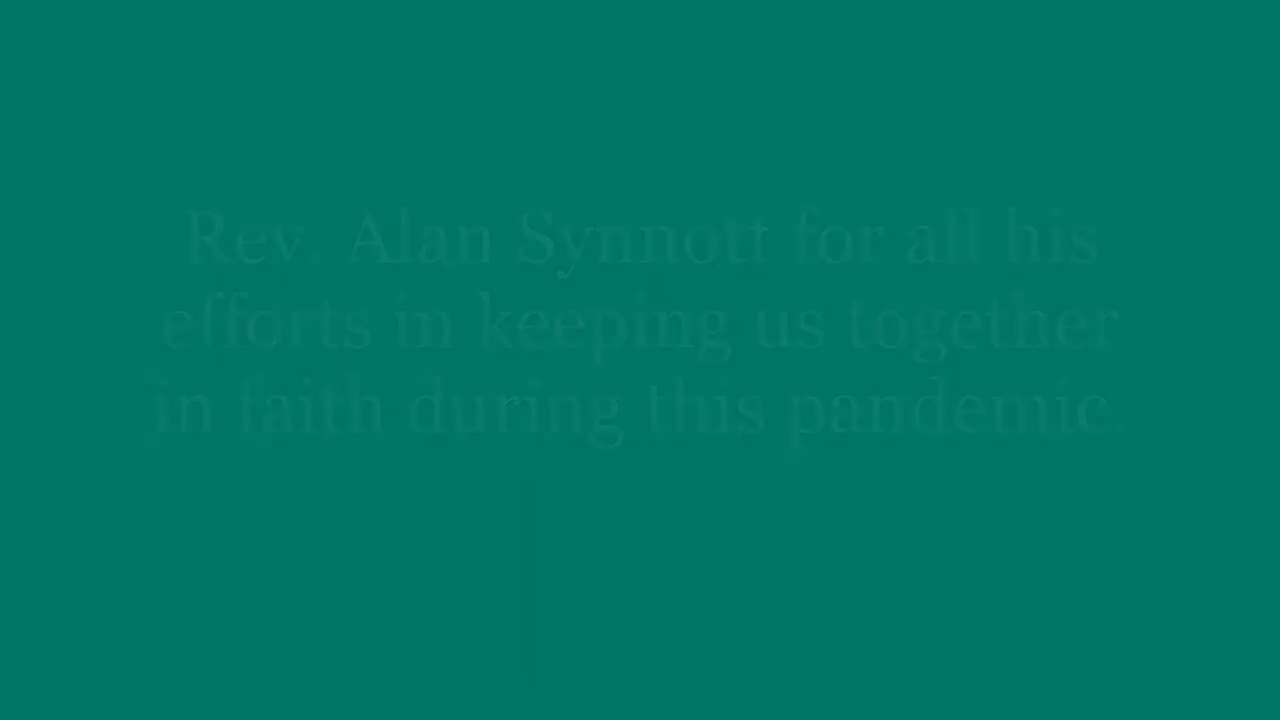 Rev. Alan Synnott for all his
efforts in keeping us together
in faith during this pandemic.